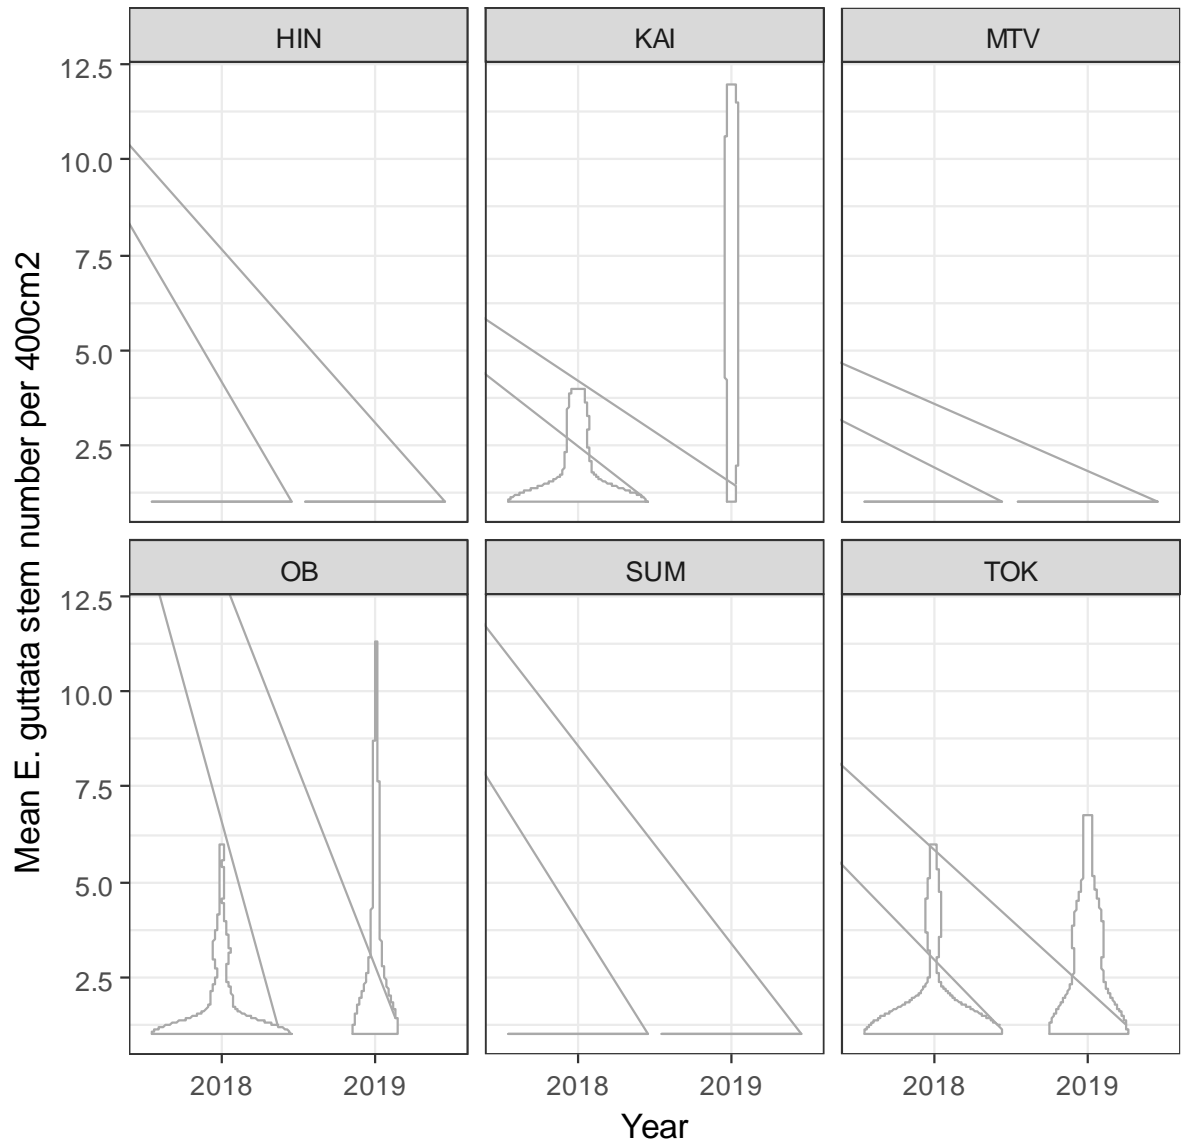 HIN KAI MTV
12.5
10.0
7.5
5.0
2.5
OB SUM TOK
12.5
10.0
7.5
5.0
2.5
2018 2019 2018 2019 2018 2019
Year
Mean E. guttata stem number per 400cm2